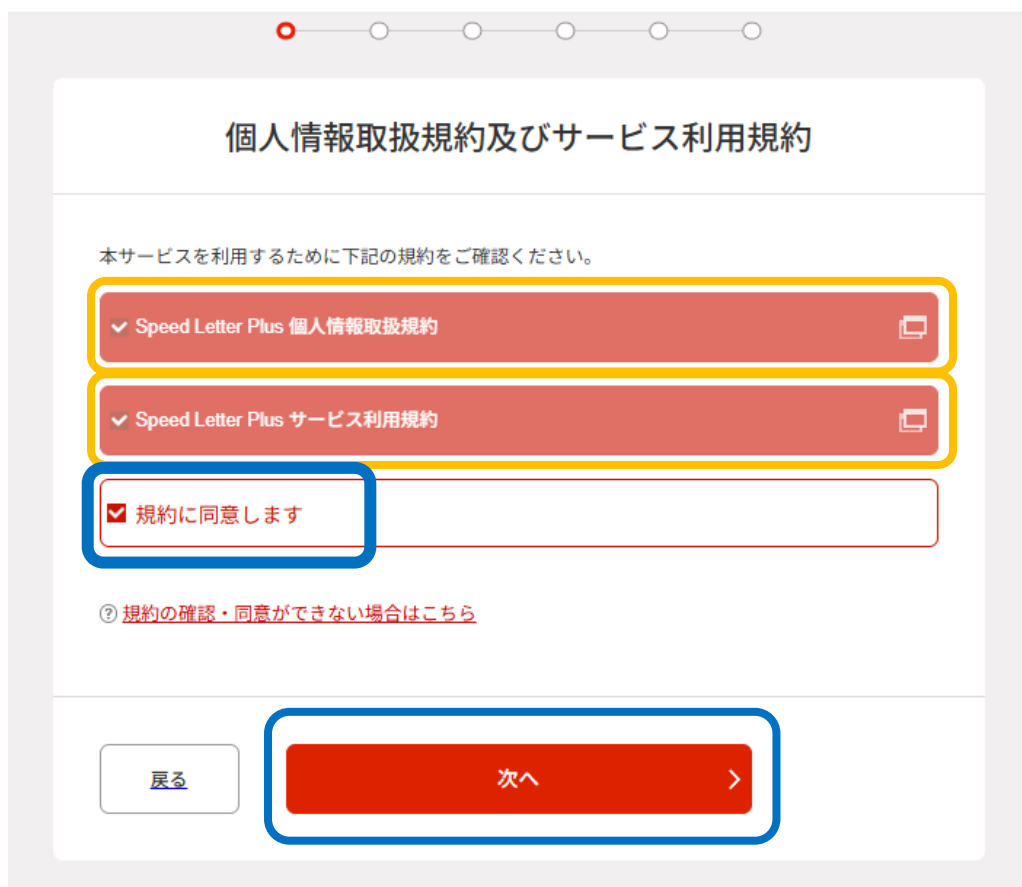 個人情報取扱規約及びサービス利用規約
本サービスを利用するために下記の規約をご確認ください。
Speed Letter Plus 個人情報取扱規約
Speed Letter Plus サービス利用規約
規約に同意します
? 規約の確認・同意ができない場合はこちら
戻る
次へ